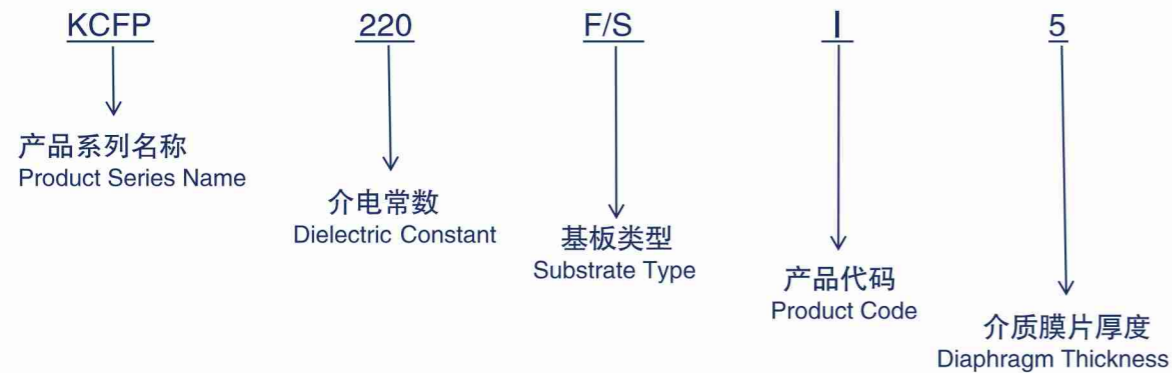 KCFP 220 F/S I 5
产品系列名称
Product Series Name
介电常数
Dielectric Constant
基板类型
Substrate Type
产品代码
Product Code
介质膜片厚度
Diaphragm Thickness